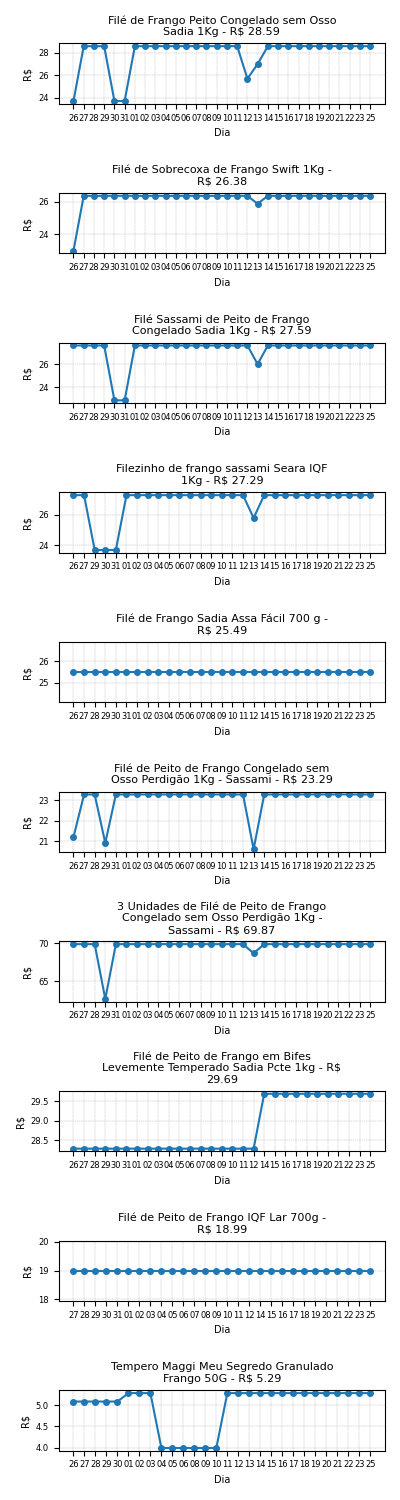 Filé de Frango Peito Congelado sem Osso
Sadia 1Kg - R$ 28.59
28
26
24
R$
26 27 28 29 30 31 01 02 03 04 05 06 07 08 09 10 11 12 13 14 15 16 17 18 19 20 21 22 23 25
Dia
Filé de Sobrecoxa de Frango Swift 1Kg -
R$ 26.38
26
24
R$
26 27 28 29 30 31 01 02 03 04 05 06 07 08 09 10 11 12 13 14 15 16 17 18 19 20 21 22 23 25
Dia
Filé Sassami de Peito de Frango
Congelado Sadia 1Kg - R$ 27.59
26
24
R$
26 27 28 29 30 31 01 02 03 04 05 06 07 08 09 10 11 12 13 14 15 16 17 18 19 20 21 22 23 25
Dia
Filezinho de frango sassami Seara IQF
1Kg - R$ 27.29
26
24
R$
26 27 28 29 30 31 01 02 03 04 05 06 07 08 09 10 11 12 13 14 15 16 17 18 19 20 21 22 23 25
Dia
Filé de Frango Sadia Assa Fácil 700 g -
R$ 25.49
26
25
R$
26 27 28 29 30 31 01 02 03 04 05 06 07 08 09 10 11 12 13 14 15 16 17 18 19 20 21 22 23 25
Dia
Filé de Peito de Frango Congelado sem
Osso Perdigão 1Kg - Sassami - R$ 23.29
23
22
21
R$
26 27 28 29 30 31 01 02 03 04 05 06 07 08 09 10 11 12 13 14 15 16 17 18 19 20 21 22 23 25
Dia
3 Unidades de Filé de Peito de Frango
Congelado sem Osso Perdigão 1Kg -
Sassami - R$ 69.87
70
65
R$
26 27 28 29 30 31 01 02 03 04 05 06 07 08 09 10 11 12 13 14 15 16 17 18 19 20 21 22 23 25
Dia
Filé de Peito de Frango em Bifes
Levemente Temperado Sadia Pcte 1kg - R$
29.69
29.5
29.0
28.5
R$
26 27 28 29 30 31 01 02 03 04 05 06 07 08 09 10 11 12 13 14 15 16 17 18 19 20 21 22 23 25
Dia
Filé de Peito de Frango IQF Lar 700g -
R$ 18.99
20
19
18
R$
27 28 29 30 31 01 02 03 04 05 06 07 08 09 10 11 12 13 14 15 16 17 18 19 20 21 22 23 25
Dia
Tempero Maggi Meu Segredo Granulado
Frango 50G - R$ 5.29
5.0
4.5
4.0
R$
26 27 28 29 30 31 01 02 03 04 05 06 07 08 09 10 11 12 13 14 15 16 17 18 19 20 21 22 23 25
Dia